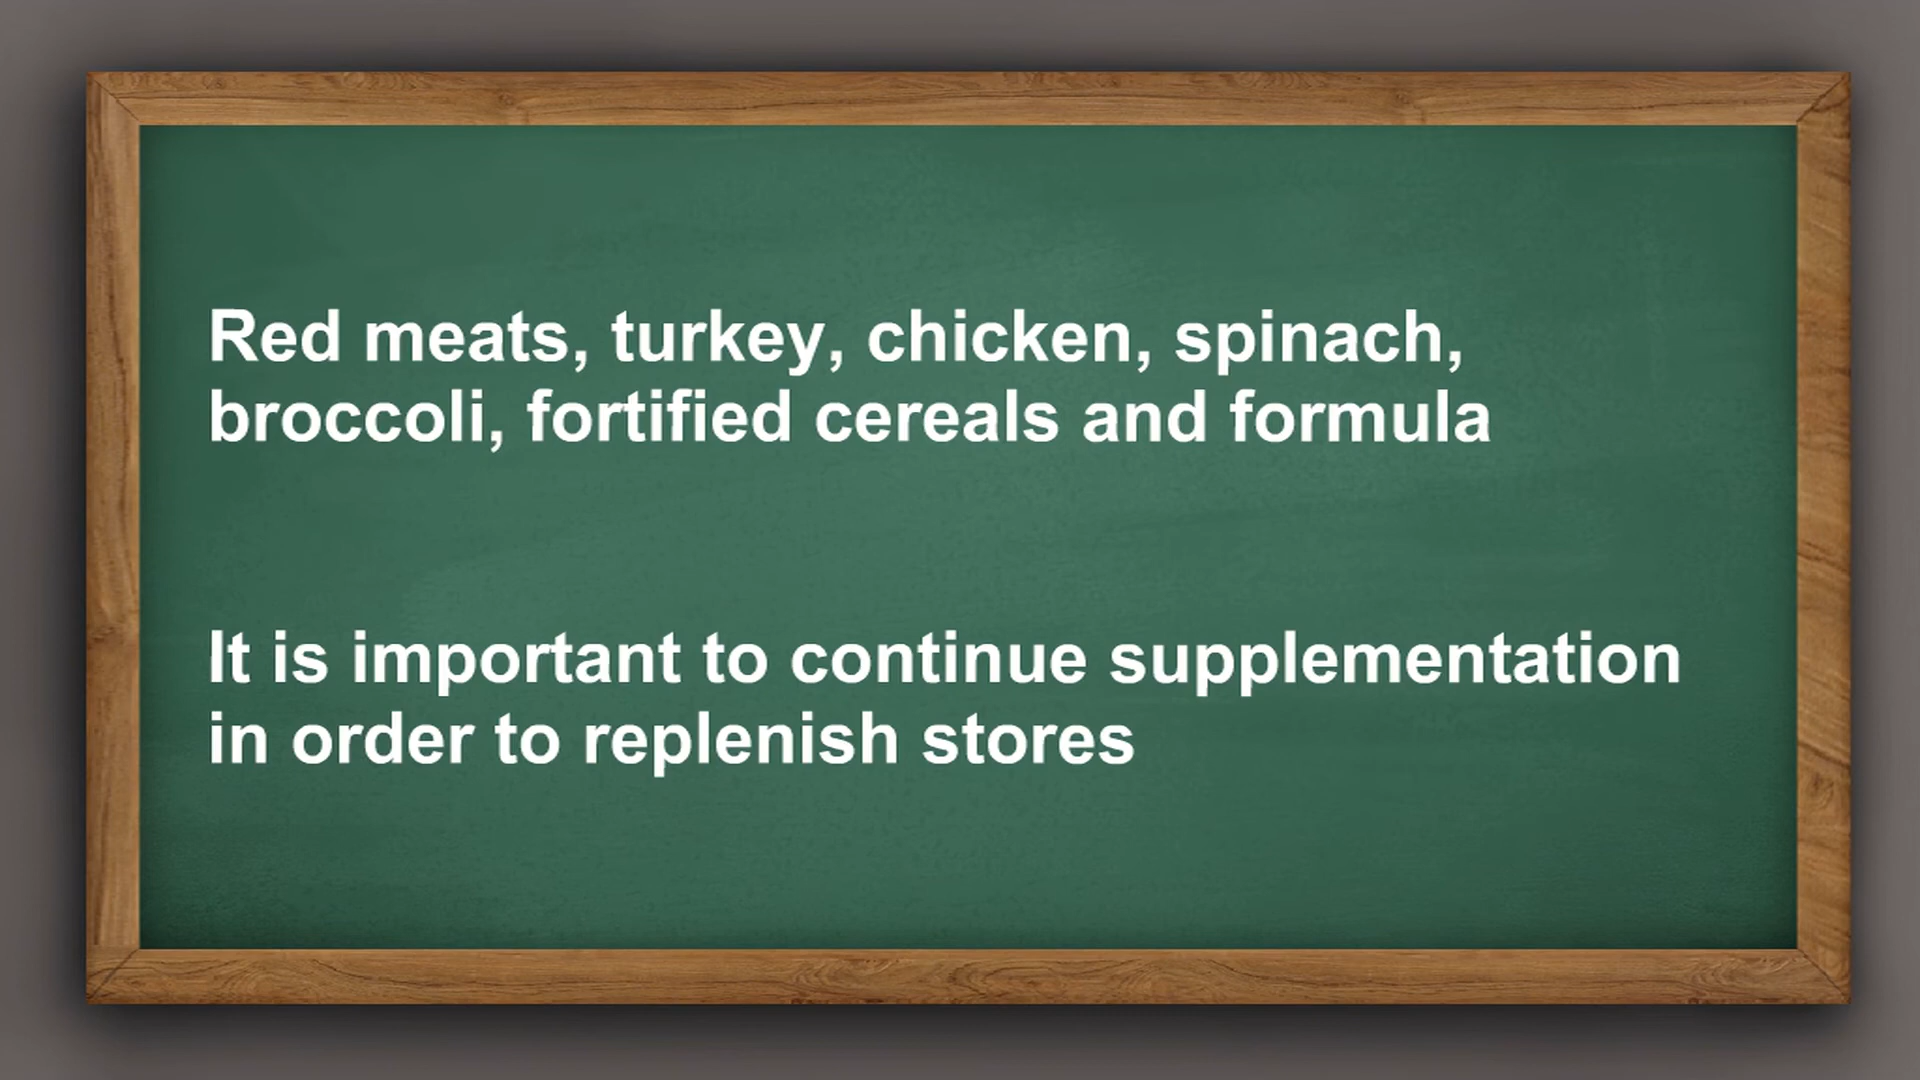 Red meats, turkey, chicken, spinach,
broccoli, fortified cereals and formula
It is important to continue supplementation
in order to replenish stores